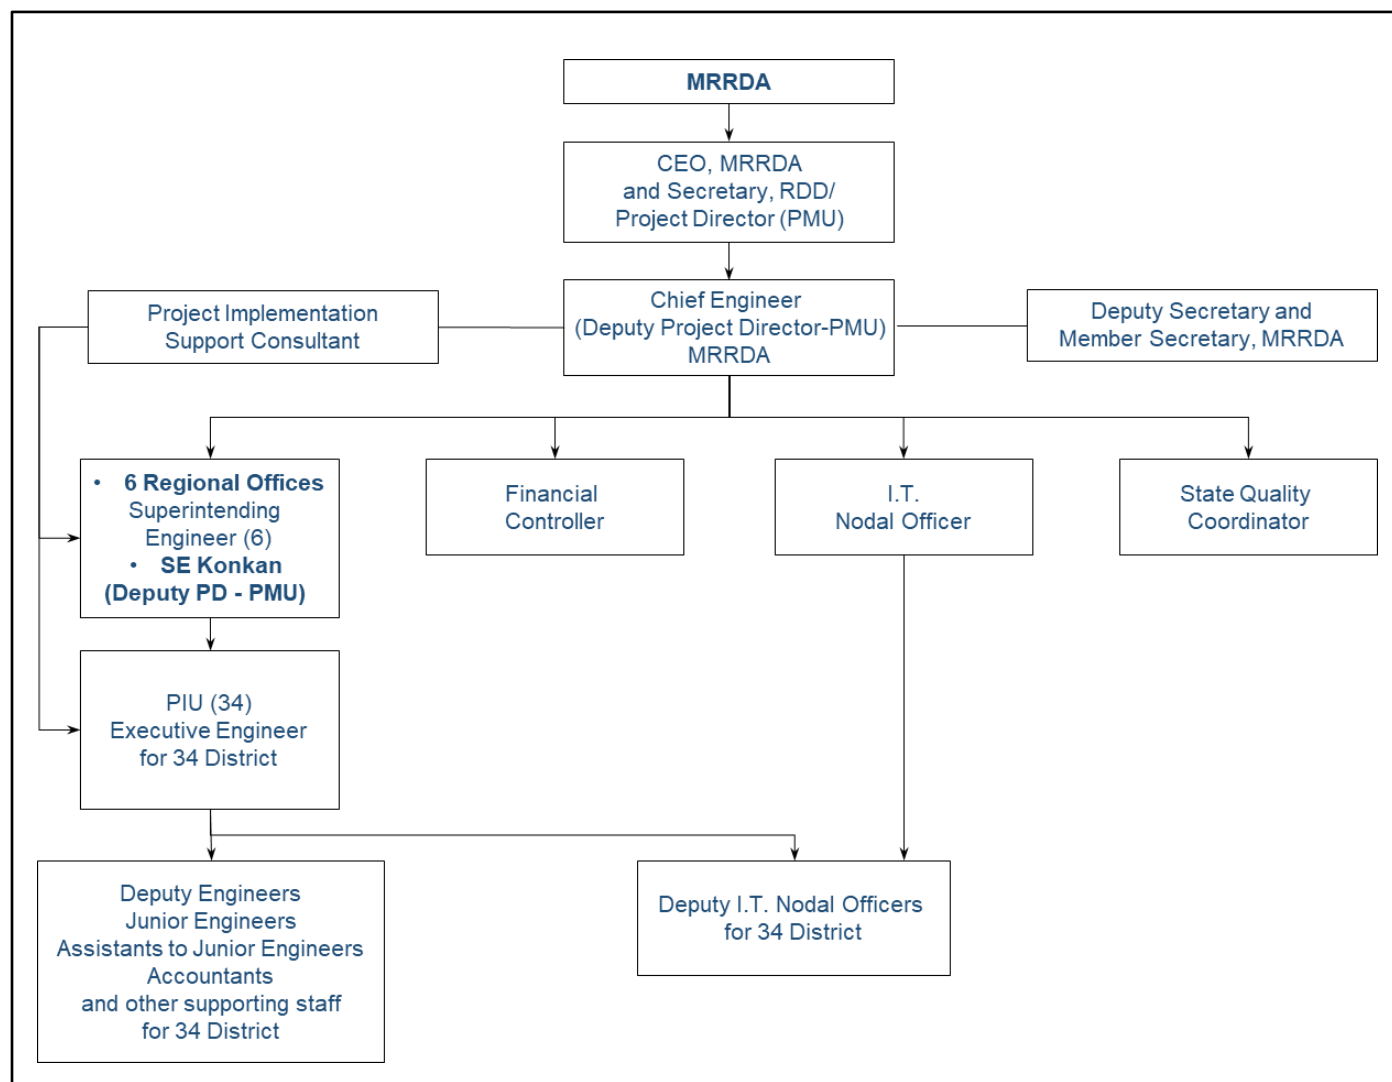 MRRDA
CEO, MRRDA
and Secretary, RDD/
Project Director (PMU)
Project Implementation
Support Consultant
Chief Engineer
(Deputy Project Director-PMU)
MRRDA
Deputy Secretary and
Member Secretary, MRRDA
• 6 Regional Offices
Superintending
Engineer (6)
• SE Konkan
(Deputy PD - PMU)
Financial
Controller
I.T.
Nodal Officer
State Quality
Coordinator
PIU (34)
Executive Engineer
for 34 District
Deputy Engineers
Junior Engineers
Assistants to Junior Engineers
Accountants
and other supporting staff
for 34 District
Deputy I.T. Nodal Officers
for 34 District